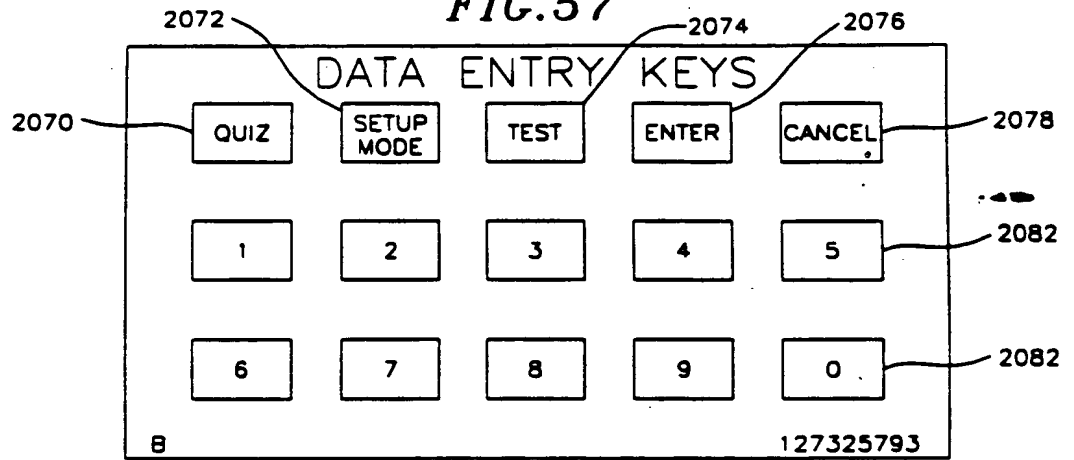 FIG. 57
2072 2074 2076
DATA ENTRY KEYS
2070 QUIZ SETUP MODE TEST ENTER CANCEL 2078
1 2 3 4 5 2082
6 7 8 9 0 2082
B 127325793